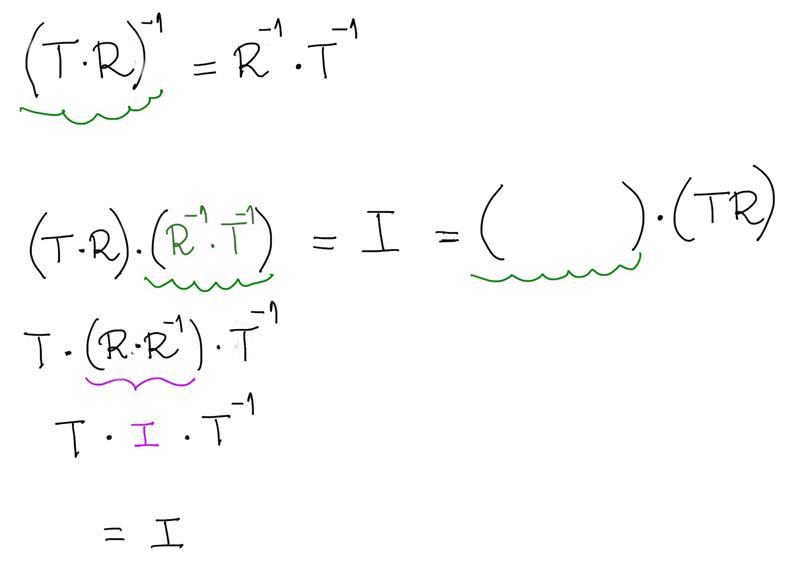 (T·R)⁻¹ = R⁻¹·T⁻¹
(T·R)·(R⁻¹·T⁻¹) = I = (      )·(TR)
T·(R·R⁻¹)·T⁻¹
T·I·T⁻¹
= I